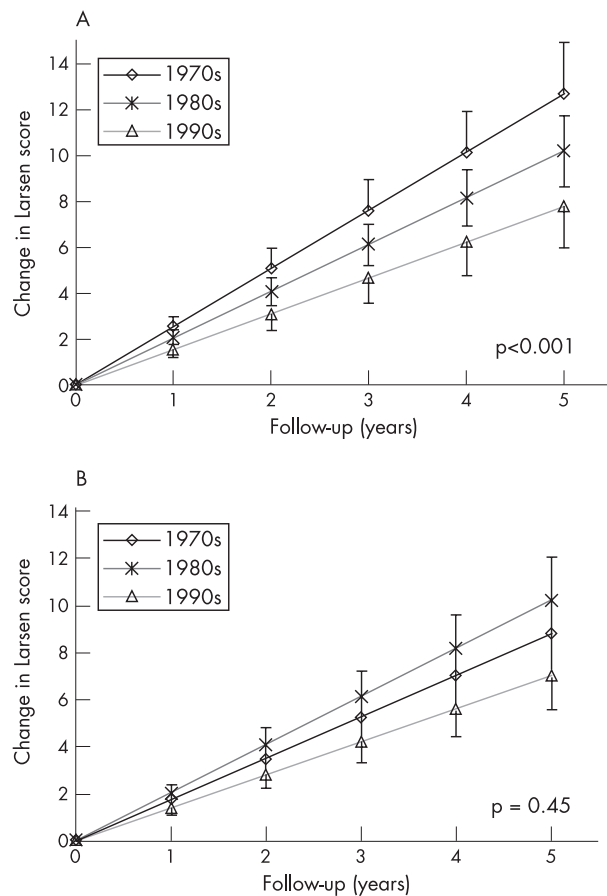 A
14
12
10
8
6
4
2
0
1970s
1980s
1990s
Change in Larsen score
p<0.001
0 1 2 3 4 5
Follow-up (years)
B
14
12
10
8
6
4
2
0
1970s
1980s
1990s
Change in Larsen score
p = 0.45
0 1 2 3 4 5
Follow-up (years)